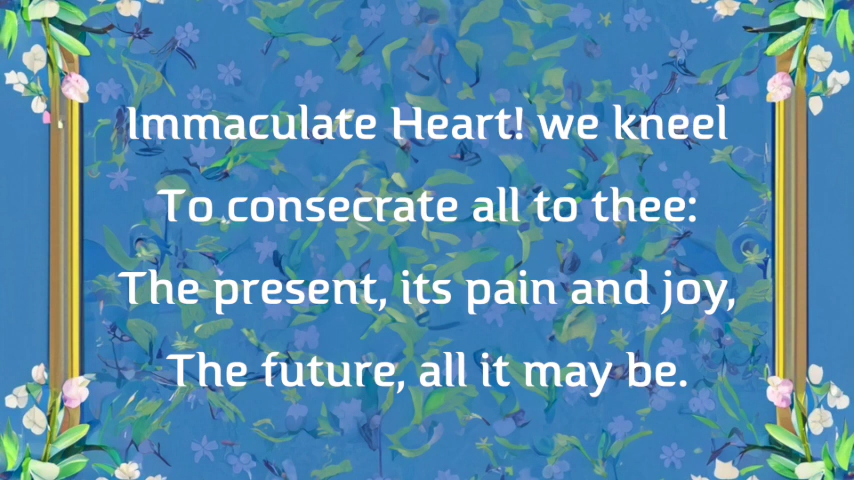 Immaculate Heart! we kneel
To consecrate all to thee:
The present, its pain and joy,
The future, all it may be.